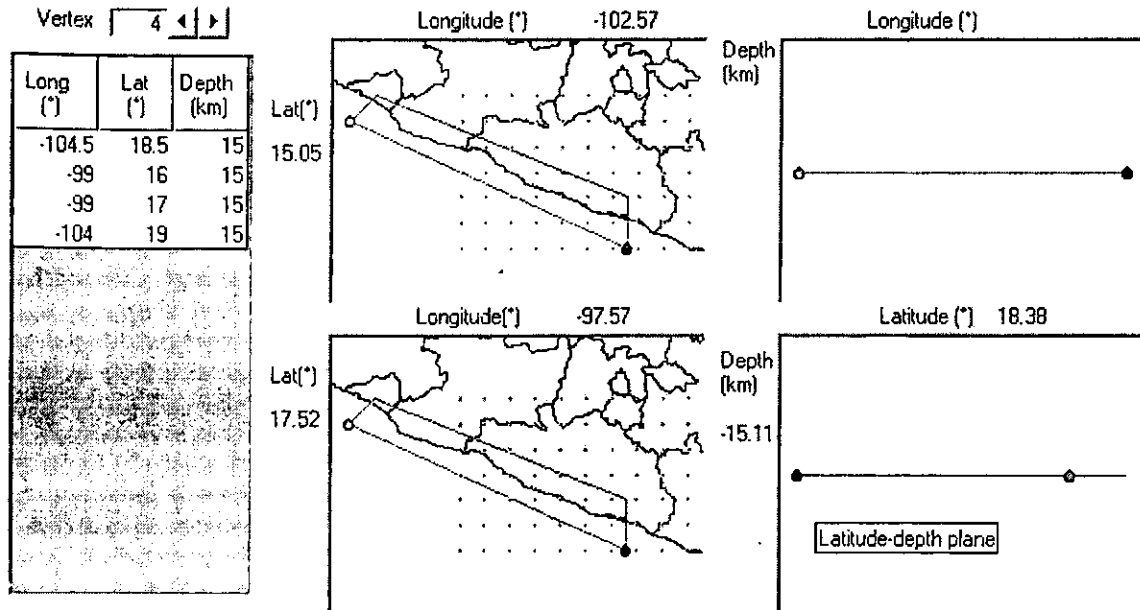 Vertex 4
Long (°) Lat (°) Depth (km)
-104.5 18.5 15
-99 16 15
-99 17 15
-104 19 15
Longitude (°) -102.57
Lat(°)
15.05
Longitude (°)
Depth (km)
Longitude(°) -97.57
Lat(°)
17.52
Latitude (°) 18.38
Depth (km)
-15.11
Latitude-depth plane